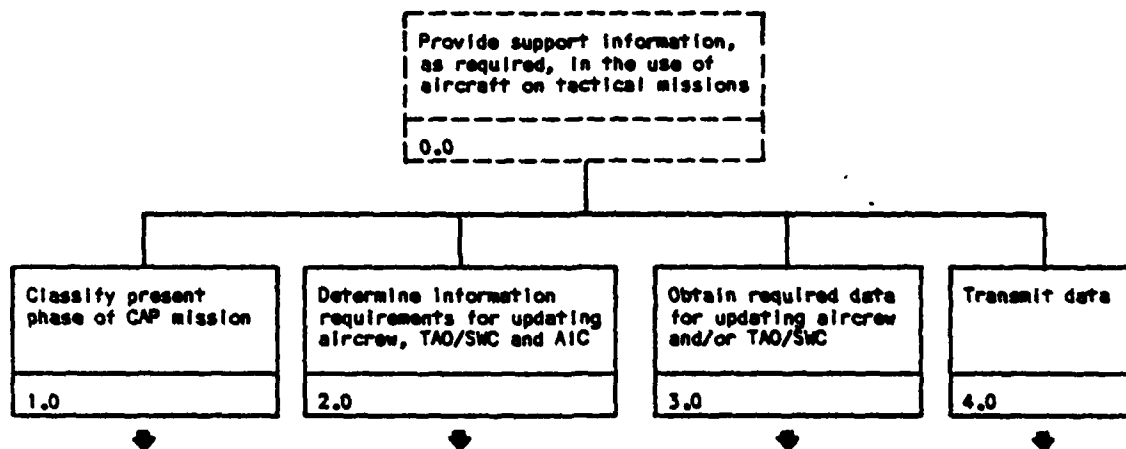 Provide support information,
as required, in the use of
aircraft on tactical missions
0.0
Classify present
phase of CAP mission
1.0
Determine information
requirements for updating
aircrew, TAO/SWC and AIC
2.0
Obtain required data
for updating aircrew
and/or TAO/SWC
3.0
Transmit data
4.0